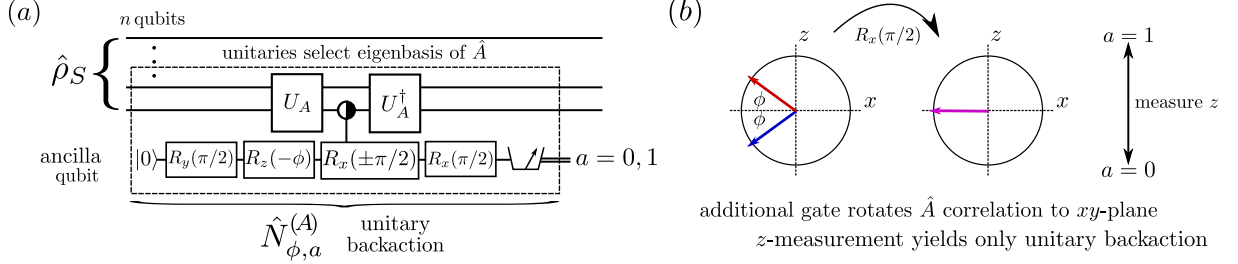 (a)
n qubits
unitaries select eigenbasis of Â
ρ̂_S
U_A
U_A^†
ancilla
qubit
|0⟩ R_y(π/2) R_z(−ϕ) R_x(±π/2) R_x(π/2) a = 0, 1
N̂_{ϕ,a}^{(A)}
unitary
backaction
(b)
R_x(π/2)
z
x
ϕ
ϕ
z
x
a = 1
measure z
a = 0
additional gate rotates Â correlation to xy-plane
z-measurement yields only unitary backaction